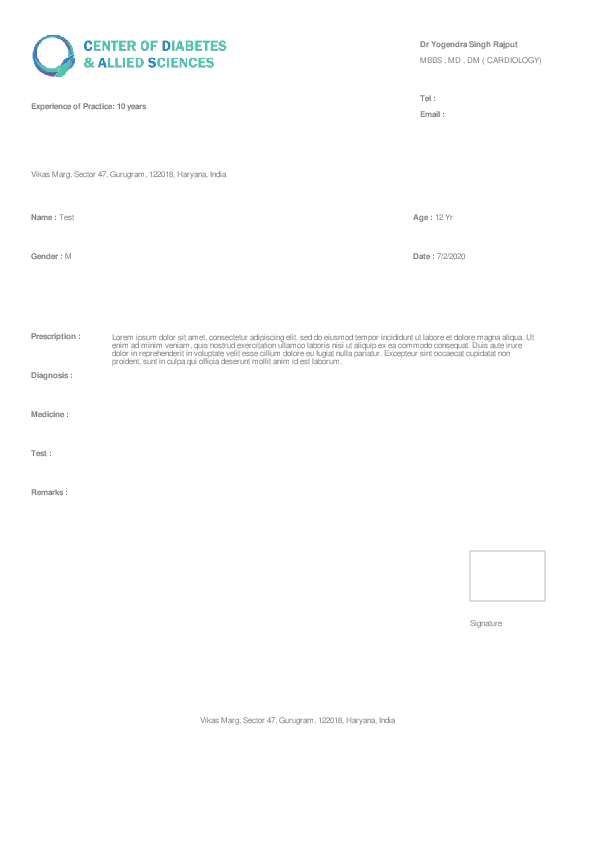 CENTER OF DIABETES
& ALLIED SCIENCES
Dr Yogendra Singh Rajput
MBBS , MD , DM ( CARDIOLOGY)
Tel :
Email :
Experience of Practice: 10 years
Vikas Marg, Sector 47, Gurugram, 122018, Haryana, India
Name : Test
Age : 12 Yr
Gender : M
Date : 7/2/2020
Prescription :
Lorem ipsum dolor sit amet, consectetur adipiscing elit, sed do eiusmod tempor incididunt ut labore et dolore magna aliqua. Ut
enim ad minim veniam, quis nostrud exercitation ullamco laboris nisi ut aliquip ex ea commodo consequat. Duis aute irure
dolor in reprehenderit in voluptate velit esse cillum dolore eu fugiat nulla pariatur. Excepteur sint occaecat cupidatat non
proident, sunt in culpa qui officia deserunt mollit anim id est laborum.
Diagnosis :
Medicine :
Test :
Remarks :
Signature
Vikas Marg, Sector 47, Gurugram, 122018, Haryana, India